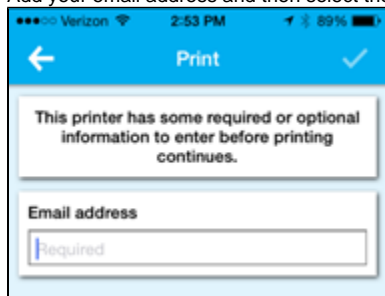 Add your email address and then select the
Verizon 2:53 PM 89%
Print
This printer has some required or optional
information to enter before printing
continues.
Email address
Required